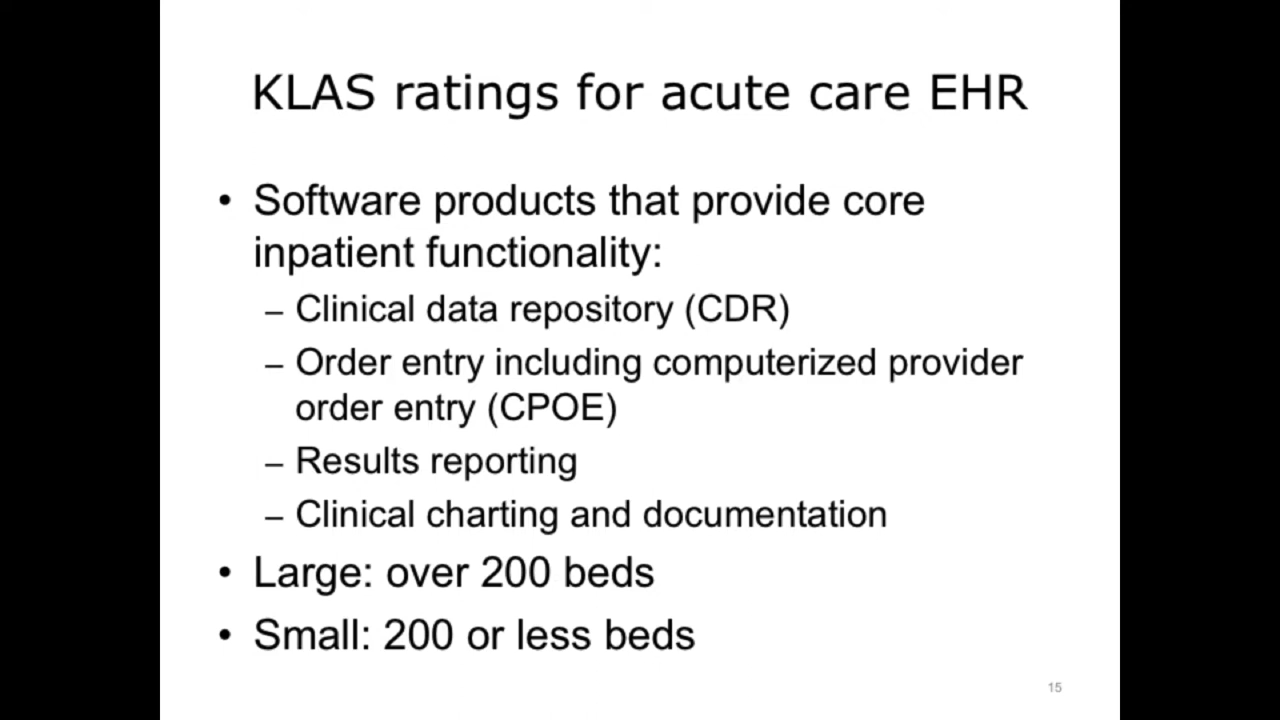 KLAS ratings for acute care EHR
• Software products that provide core
inpatient functionality:
– Clinical data repository (CDR)
– Order entry including computerized provider
order entry (CPOE)
– Results reporting
– Clinical charting and documentation
• Large: over 200 beds
• Small: 200 or less beds
15